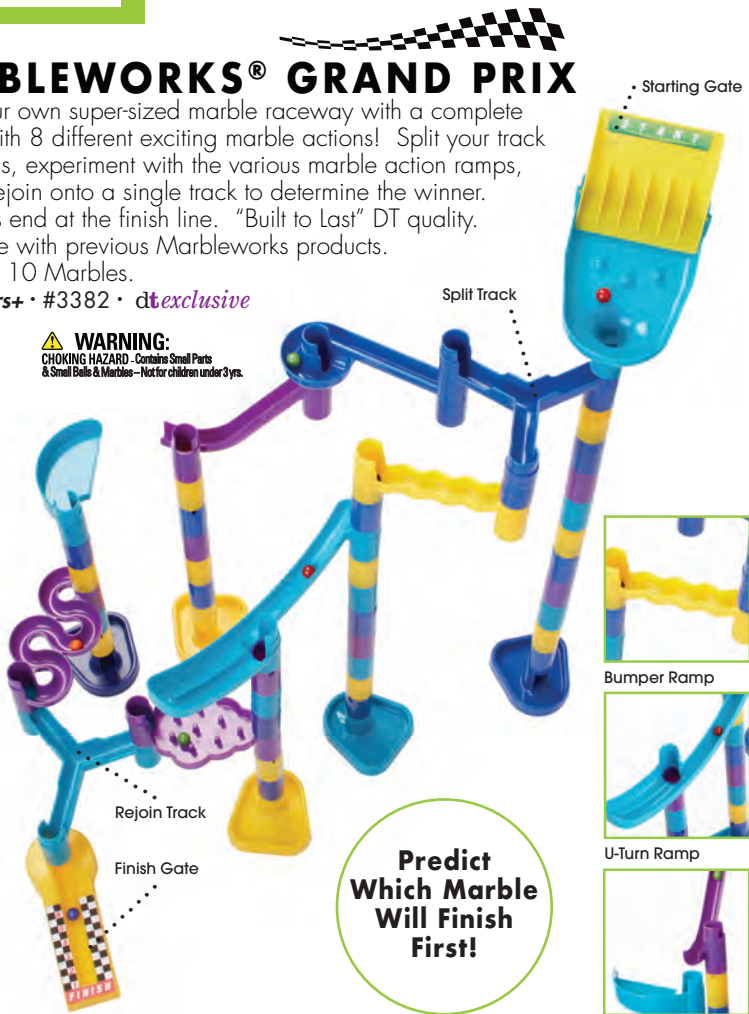 BLEWORKS® GRAND PRIX
ur own super-sized marble raceway with a complete
ith 8 different exciting marble actions! Split your track
s, experiment with the various marble action ramps,
ejoin onto a single track to determine the winner.
s end at the finish line. "Built to Last" DT quality.
e with previous Marbleworks products.
10 Marbles.
rs+ · #3382 · dtexclusive
WARNING:
CHOKING HAZARD - Contains Small Parts
& Small Balls & Marbles – Not for children under 3 yrs.
Starting Gate
START
Split Track
Bumper Ramp
U-Turn Ramp
Rejoin Track
Finish Gate
FINISH
Predict
Which Marble
Will Finish
First!